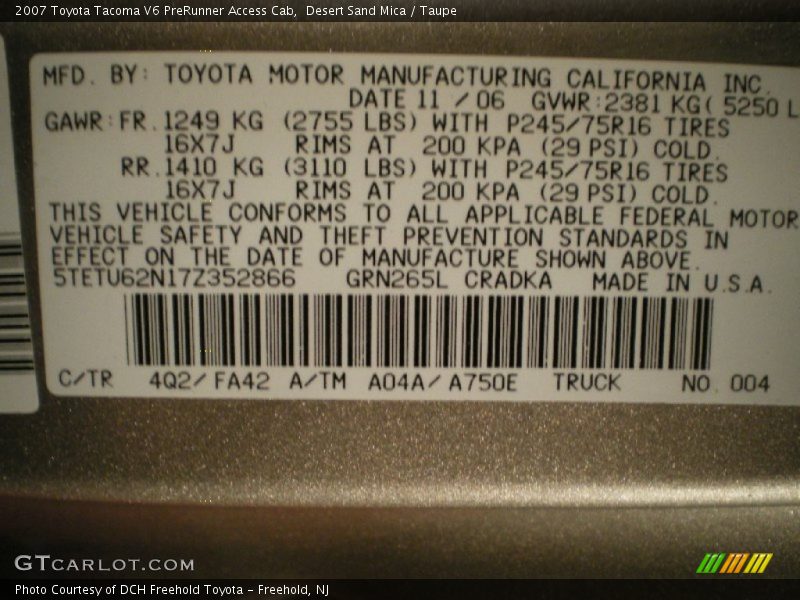 2007 Toyota Tacoma V6 PreRunner Access Cab, Desert Sand Mica / Taupe
MFD. BY: TOYOTA MOTOR MANUFACTURING CALIFORNIA INC.
DATE 11 / 06 GVWR:2381 KG( 5250 L
GAWR:FR.1249 KG (2755 LBS) WITH P245/75R16 TIRES
16X7J RIMS AT 200 KPA (29 PSI) COLD.
RR.1410 KG (3110 LBS) WITH P245/75R16 TIRES
16X7J RIMS AT 200 KPA (29 PSI) COLD.
THIS VEHICLE CONFORMS TO ALL APPLICABLE FEDERAL MOTOR
VEHICLE SAFETY AND THEFT PREVENTION STANDARDS IN
EFFECT ON THE DATE OF MANUFACTURE SHOWN ABOVE.
5TETU62N17Z352866 GRN265L CRADKA MADE IN U.S.A.
C/TR 4Q2/FA42 A/TM A04A/A750E TRUCK NO. 004
GTCARLOT.COM
Photo Courtesy of DCH Freehold Toyota - Freehold, NJ